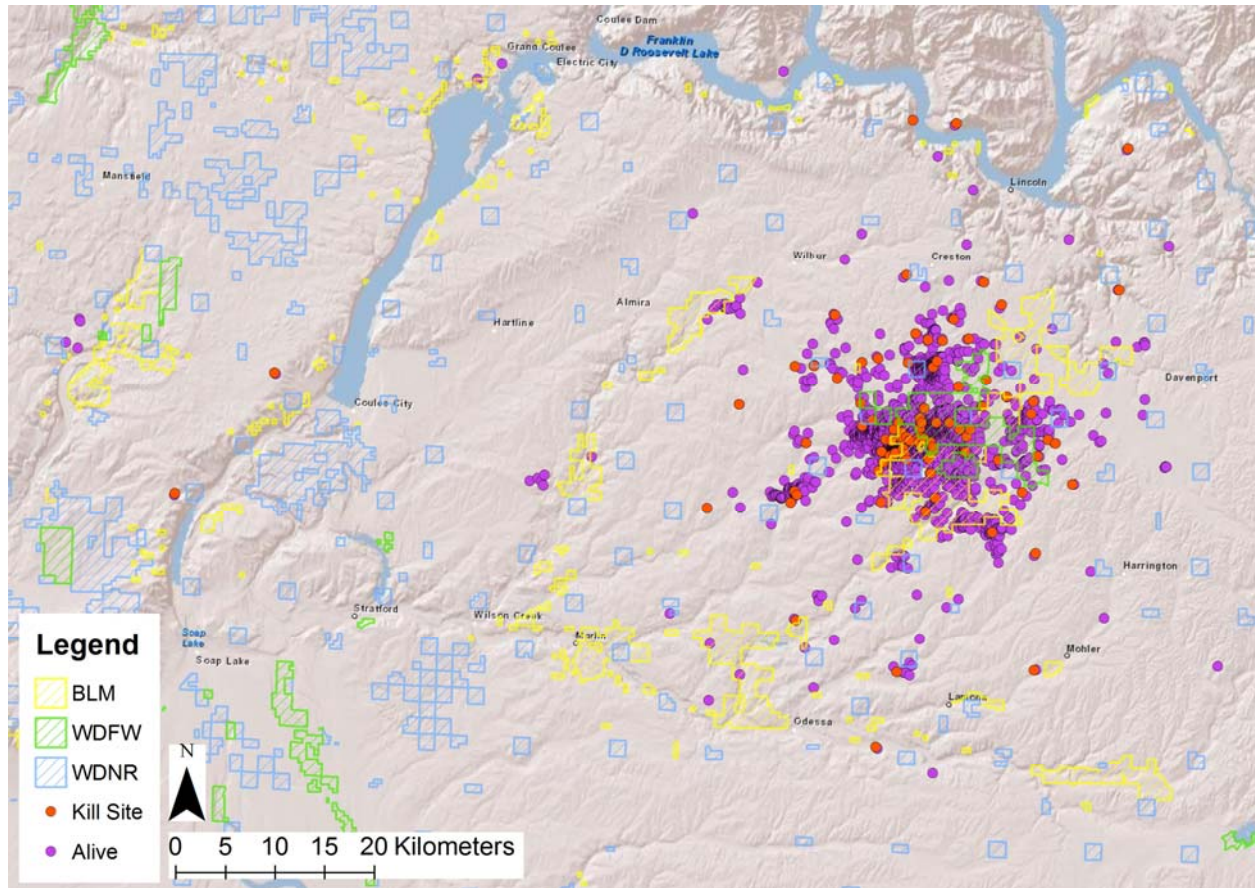 Coulee Dam
Grand Coulee
Franklin
D Roosevelt Lake
Electric City
Mansfield
Lincoln
Wilbur
Creston
Almira
Hartline
Davenport
Coulee City
Harrington
Stratford
Wilson Creek
Marlin
Mohler
Soap
Lake
Soap Lake
Lamona
Odessa
Legend
BLM
WDFW
WDNR
Kill Site
Alive
N
0 5 10 15 20 Kilometers